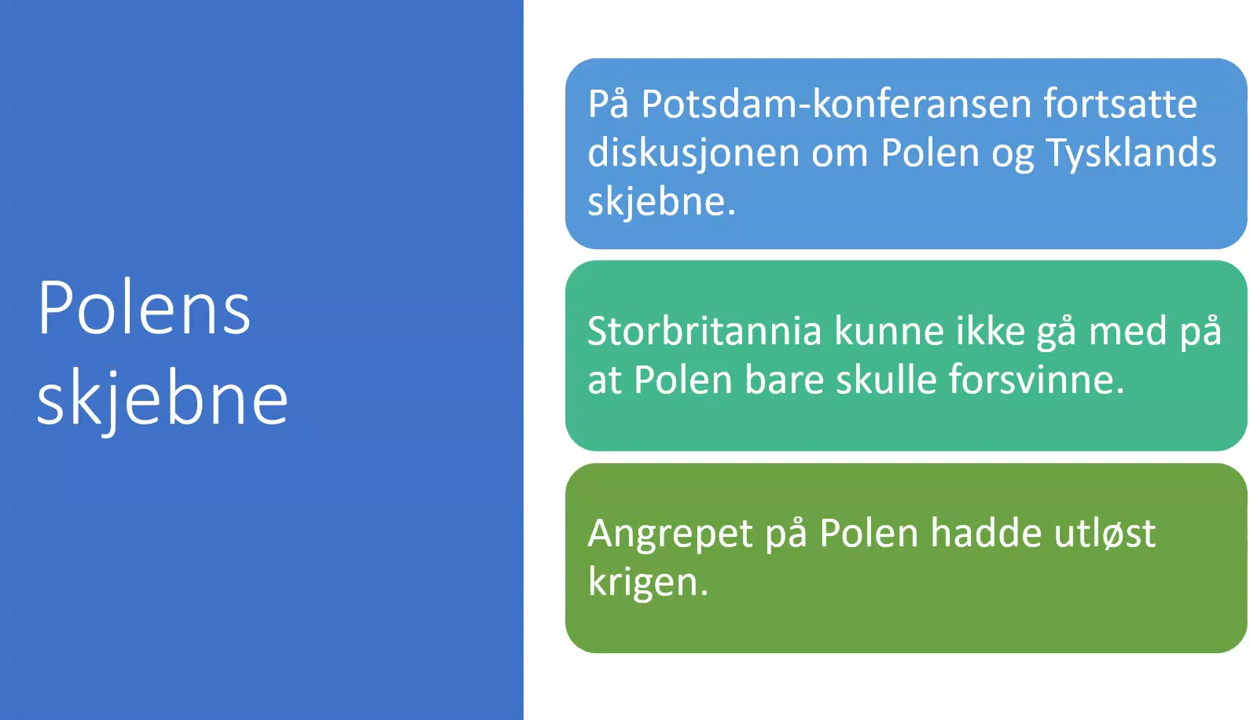 Polens
skjebne
På Potsdam-konferansen fortsatte
diskusjonen om Polen og Tysklands
skjebne.
Storbritannia kunne ikke gå med på
at Polen bare skulle forsvinne.
Angrepet på Polen hadde utløst
krigen.